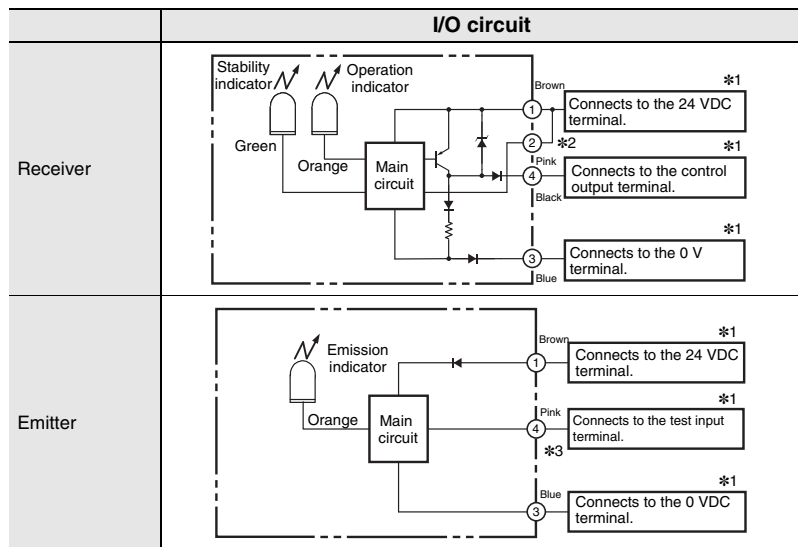 I/O circuit
Receiver
Stability
indicator
Operation
indicator
Green
Orange
Main
circuit
Brown
1
2
*2
Pink
4
Black
3
Blue
*1
Connects to the 24 VDC
terminal.
*1
Connects to the control
output terminal.
*1
Connects to the 0 V
terminal.
Emitter
Emission
indicator
Orange
Main
circuit
Brown
1
Pink
4
*3
Blue
3
*1
Connects to the 24 VDC
terminal.
*1
Connects to the test input
terminal.
*1
Connects to the 0 VDC
terminal.